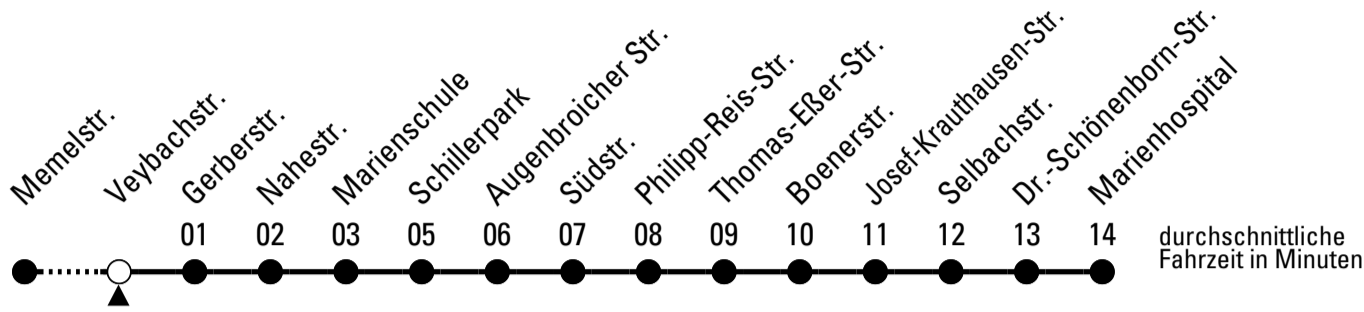 Memelstr.
Veybachstr.
Gerberstr.
Nahestr.
Marienschule
Schillerpark
Augenbroicher Str.
Südstr.
Philipp-Reis-Str.
Thomas-Eßer-Str.
Boenerstr.
Josef-Krauthausen-Str.
Selbachstr.
Dr.-Schönenborn-Str.
Marienhospital
01 02 03 05 06 07 08 09 10 11 12 13 14
durchschnittliche
Fahrzeit in Minuten